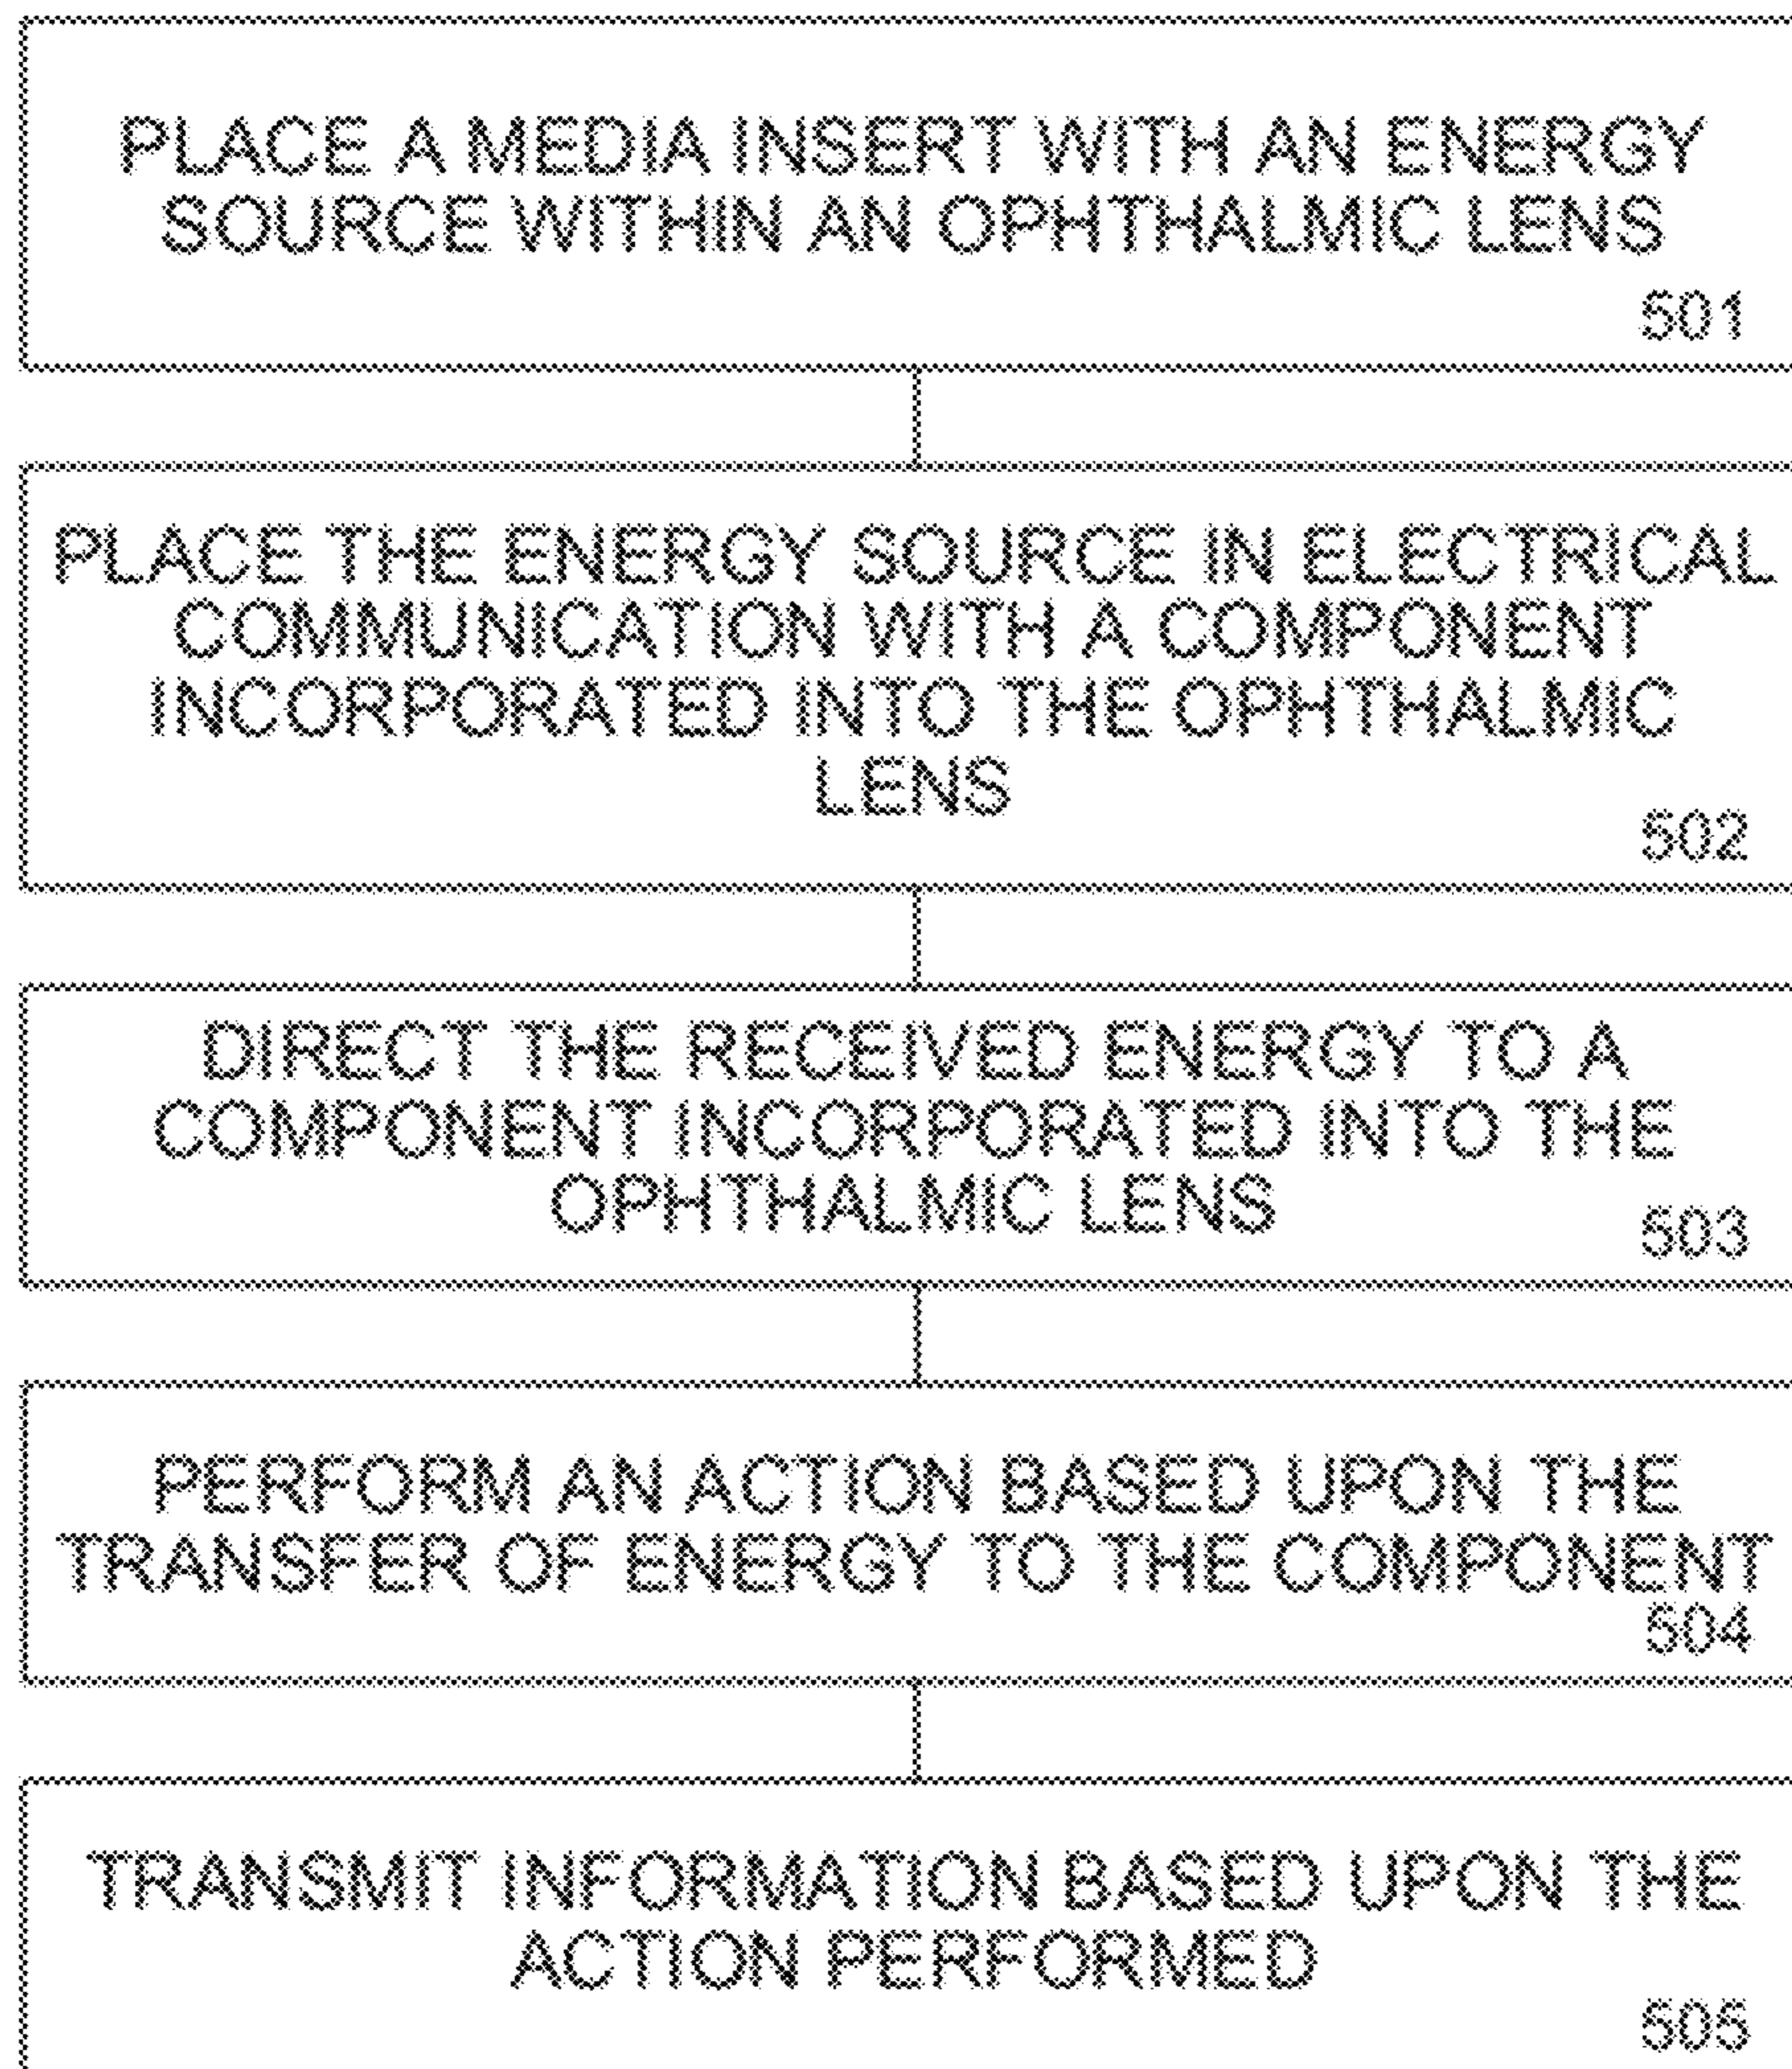 PLACE A MEDIA INSERT WITH AN ENERGY
SOURCE WITHIN AN OPHTHALMIC LENS
501
PLACE THE ENERGY SOURCE IN ELECTRICAL
COMMUNICATION WITH A COMPONENT
INCORPORATED INTO THE OPHTHALMIC
LENS
502
DIRECT THE RECEIVED ENERGY TO A
COMPONENT INCORPORATED INTO THE
OPHTHALMIC LENS
503
PERFORM AN ACTION BASED UPON THE
TRANSFER OF ENERGY TO THE COMPONENT
504
TRANSMIT INFORMATION BASED UPON THE
ACTION PERFORMED
505